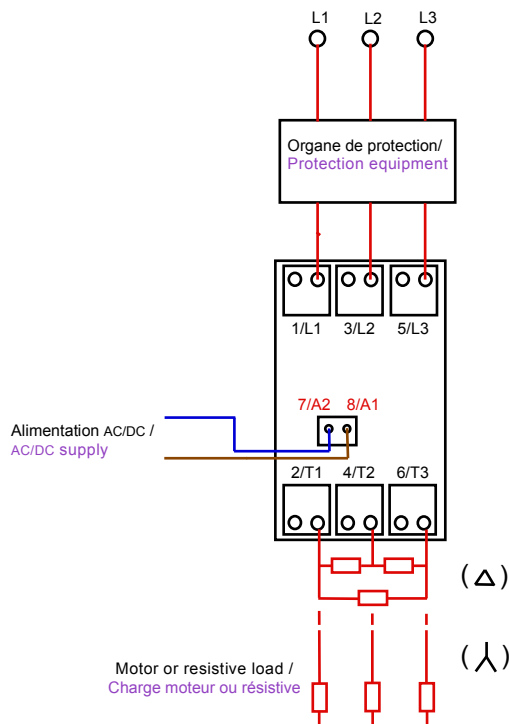 L1 L2 L3
Organe de protection/
Protection equipment
1/L1 3/L2 5/L3
7/A2 8/A1
Alimentation AC/DC /
AC/DC supply
2/T1 4/T2 6/T3
(△)
(⅄)
Motor or resistive load /
Charge moteur ou résistive